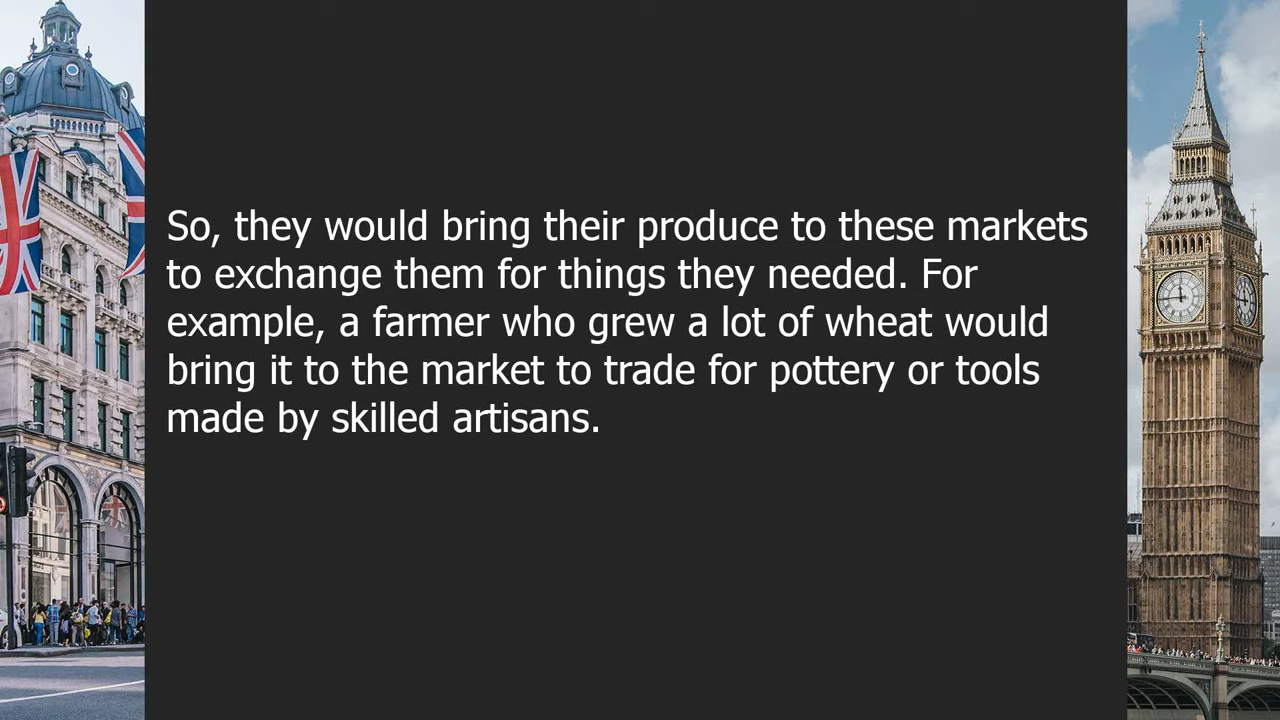 So, they would bring their produce to these markets
to exchange them for things they needed. For
example, a farmer who grew a lot of wheat would
bring it to the market to trade for pottery or tools
made by skilled artisans.